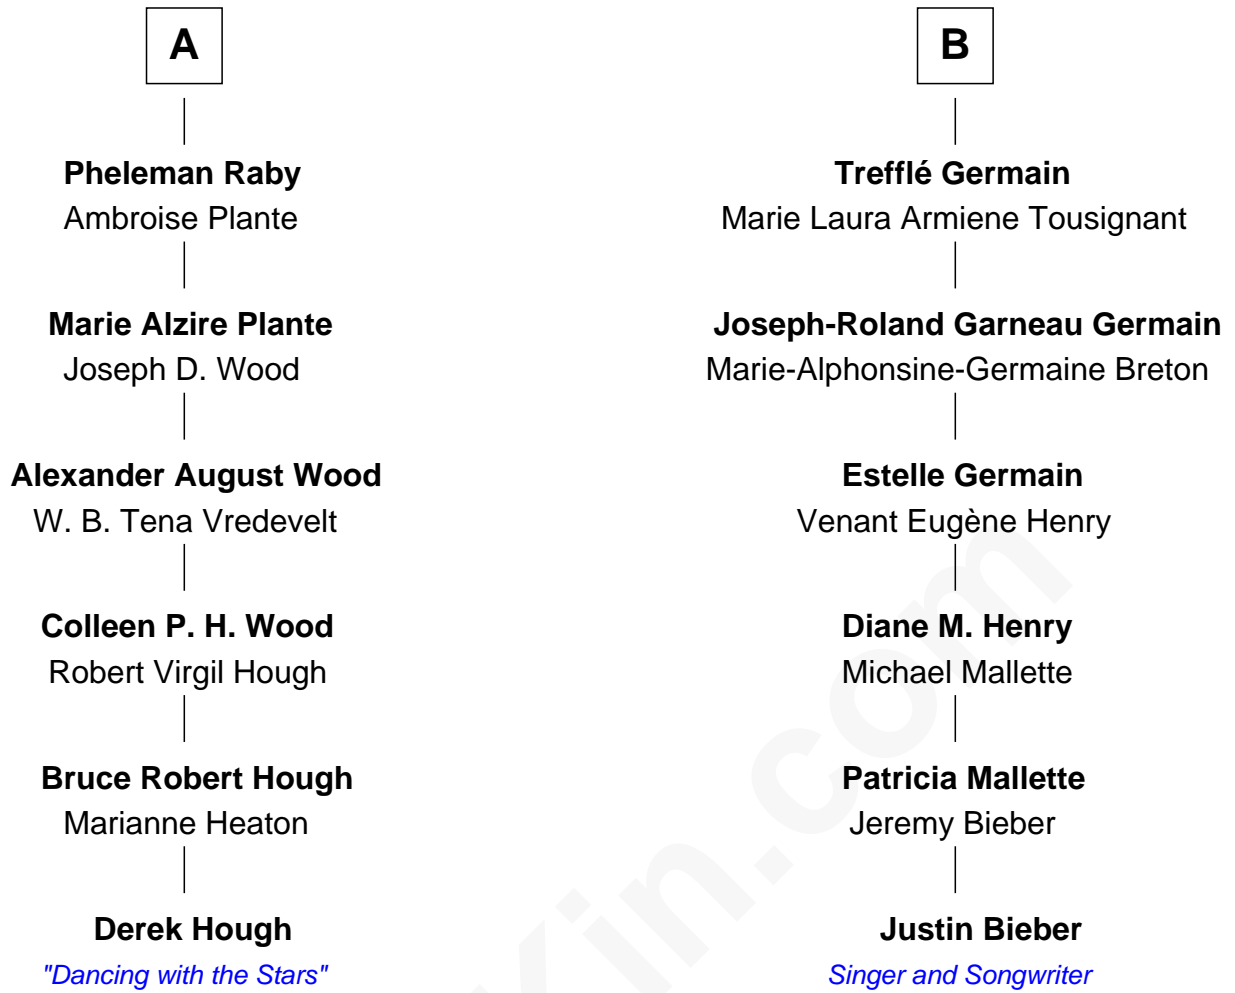 A
Pheleman Raby
Ambroise Plante
Marie Alzire Plante
Joseph D. Wood
Alexander August Wood
W. B. Tena Vredevelt
Colleen P. H. Wood
Robert Virgil Hough
Bruce Robert Hough
Marianne Heaton
Derek Hough
"Dancing with the Stars"
B
Trefflé Germain
Marie Laura Armiene Tousignant
Joseph-Roland Garneau Germain
Marie-Alphonsine-Germaine Breton
Estelle Germain
Venant Eugène Henry
Diane M. Henry
Michael Mallette
Patricia Mallette
Jeremy Bieber
Justin Bieber
Singer and Songwriter
Kin.com